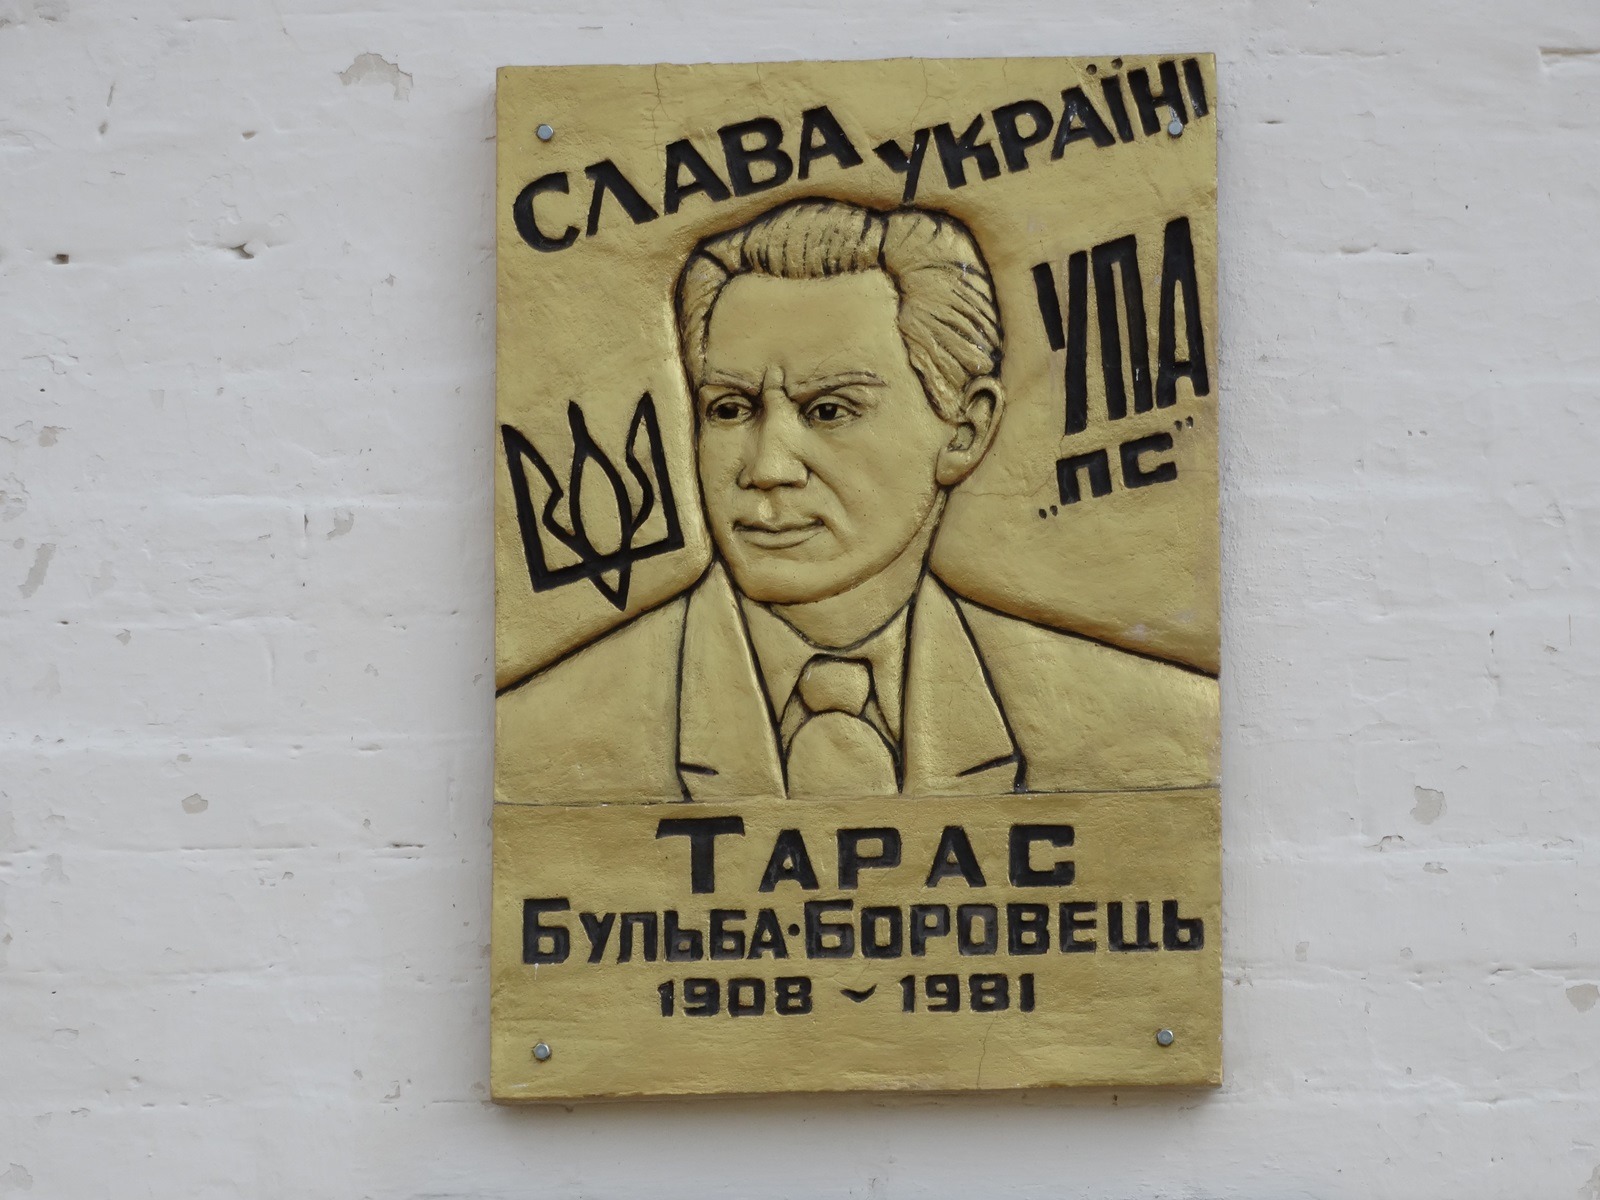 СЛАВА УКРАЇНІ
УПА
„ПС”
ТАРАС
БУЛЬБА·БОРОВЕЦЬ
1908 ~ 1981